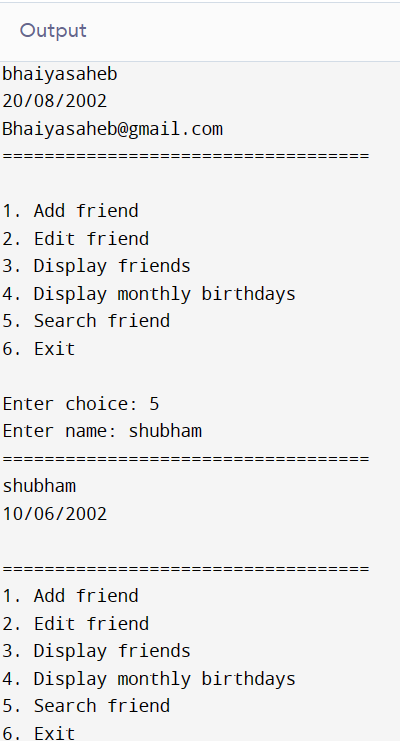 Output
bhaiyasaheb
20/08/2002
Bhaiyasaheb@gmail.com
===================================
1. Add friend
2. Edit friend
3. Display friends
4. Display monthly birthdays
5. Search friend
6. Exit
Enter choice: 5
Enter name: shubham
===================================
shubham
10/06/2002
===================================
1. Add friend
2. Edit friend
3. Display friends
4. Display monthly birthdays
5. Search friend
6. Exit